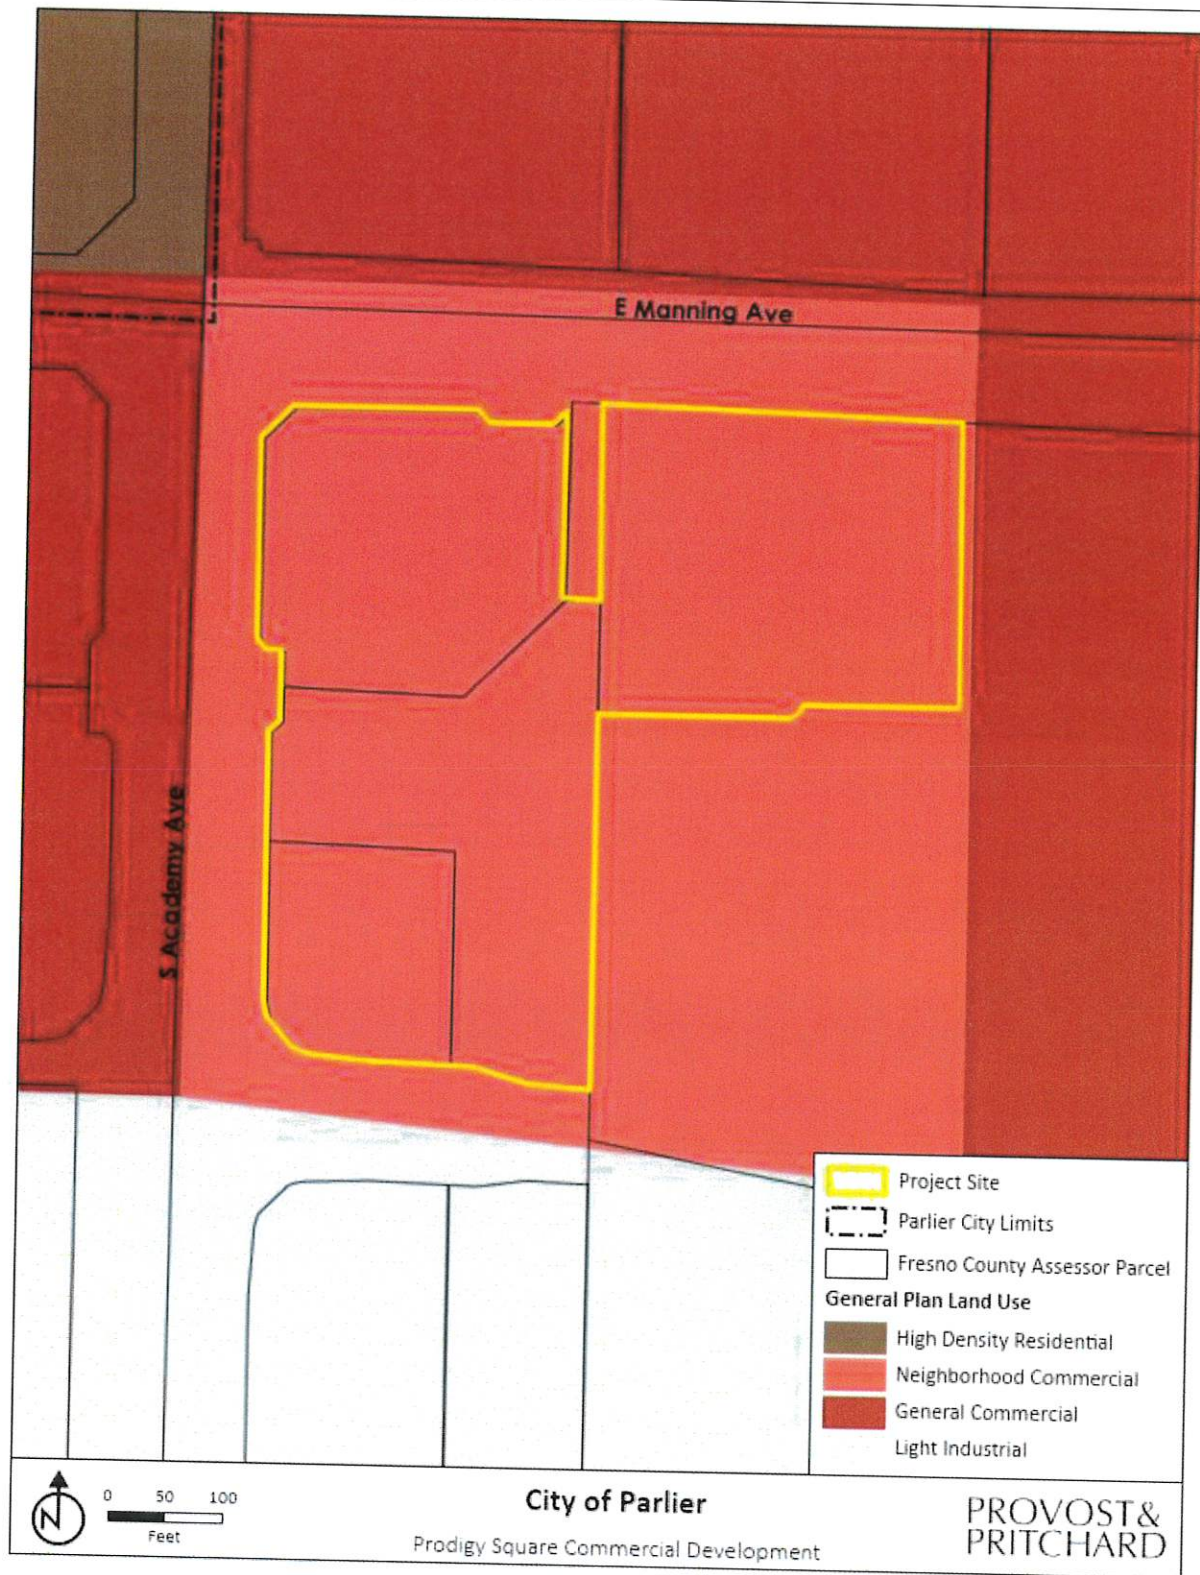 E Manning Ave
S Academy Ave
Project Site
Parlier City Limits
Fresno County Assessor Parcel
General Plan Land Use
High Density Residential
Neighborhood Commercial
General Commercial
Light Industrial
N
0 50 100
Feet
City of Parlier
Prodigy Square Commercial Development
PROVOST&
PRITCHARD